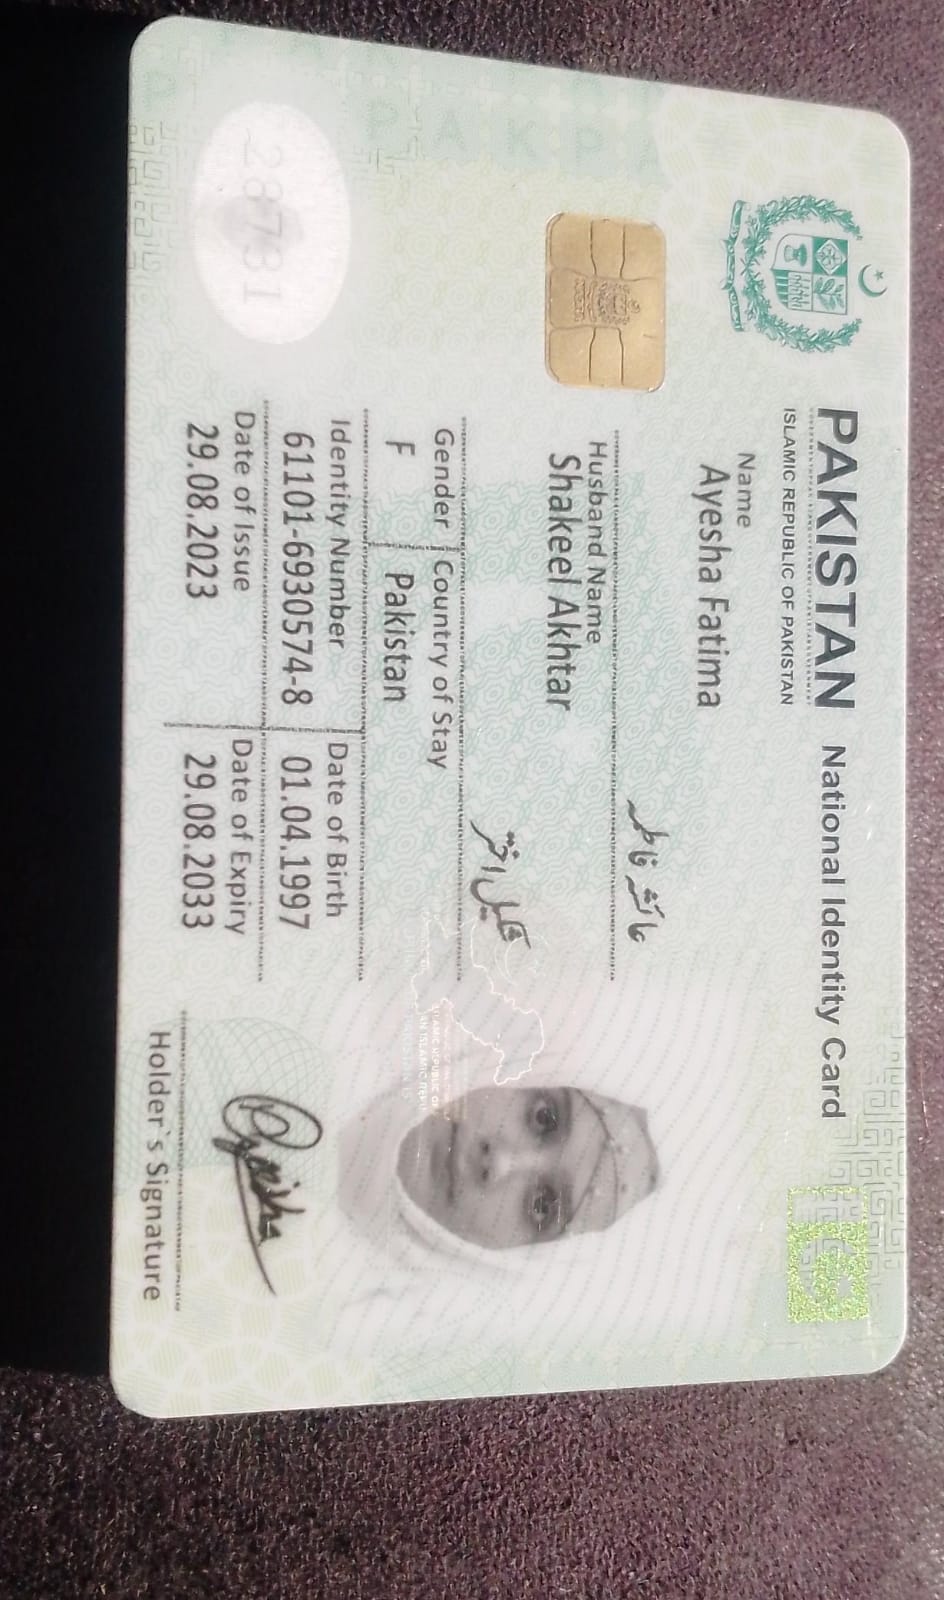 PAKISTAN National Identity Card
ISLAMIC REPUBLIC OF PAKISTAN
Name
Ayesha Fatima
عائشہ فاطمہ
Husband Name
Shakeel Akhtar
شکیل اختر
Gender Country of Stay
F Pakistan
Identity Number Date of Birth
61101-6930574-8 01.04.1997
Date of Issue Date of Expiry
29.08.2023 29.08.2033
Holder`s Signature
Ayesha
28731
PAKP